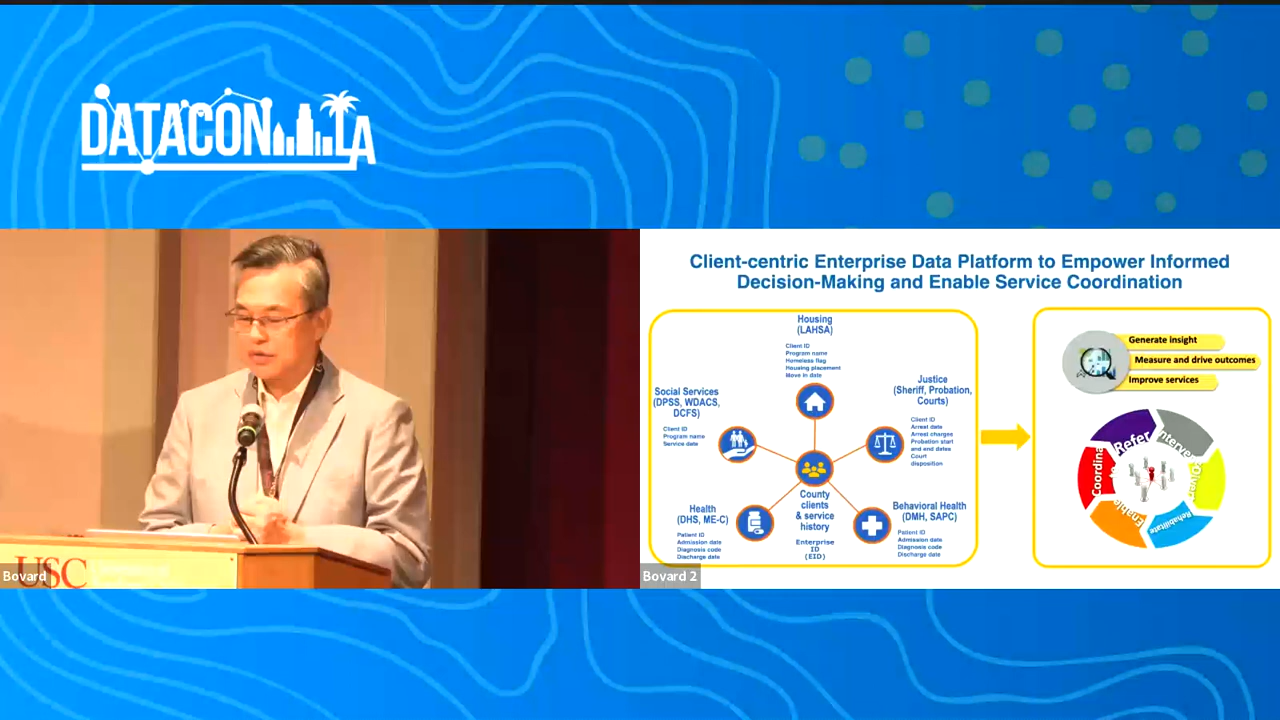 DATACON LA
USC
Bovard
Bovard 2
Client-centric Enterprise Data Platform to Empower Informed
Decision-Making and Enable Service Coordination
Housing
(LAHSA)
Client ID
Program name
Homeless flag
Housing placement
Move in date
Social Services
(DPSS, WDACS,
DCFS)
Client ID
Program name
Service date
Justice
(Sheriff, Probation,
Courts)
Client ID
Arrest date
Arrest charges
Probation start
and end dates
Court
disposition
Health
(DHS, ME-C)
Patient ID
Admission date
Diagnosis code
Discharge date
County
clients
& service
history
Enterprise
ID
(EID)
Behavioral Health
(DMH, SAPC)
Patient ID
Admission date
Diagnosis code
Discharge date
Generate insight
Measure and drive outcomes
Improve services
Refer
Intervene
Divert
Rehabilitate
Enable
Coordinate